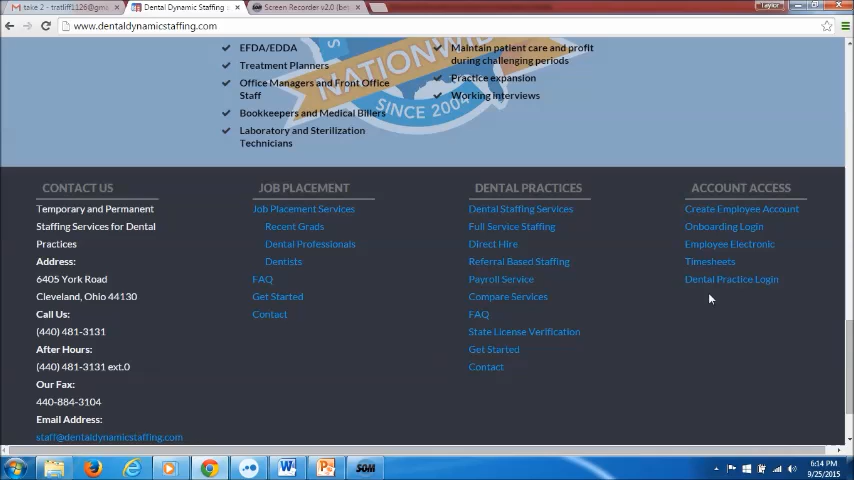 take 2 - tratliff1126@gm
Dental Dynamic Staffing
Screen Recorder v2.0 (be
Taylor
www.dentaldynamicstaffing.com
EFDA/EDDA
Treatment Planners
Office Managers and Front Office
Staff
Bookkeepers and Medical Billers
Laboratory and Sterilization
Technicians
Maintain patient care and profit
during challenging periods
Practice expansion
Working interviews
NATIONWIDE
SINCE 2004
CONTACT US
Temporary and Permanent
Staffing Services for Dental
Practices
Address:
6405 York Road
Cleveland, Ohio 44130
Call Us:
(440) 481-3131
After Hours:
(440) 481-3131 ext.0
Our Fax:
440-884-3104
Email Address:
staff@dentaldynamicstaffing.com
JOB PLACEMENT
Job Placement Services
Recent Grads
Dental Professionals
Dentists
FAQ
Get Started
Contact
DENTAL PRACTICES
Dental Staffing Services
Full Service Staffing
Direct Hire
Referral Based Staffing
Payroll Service
Compare Services
FAQ
State License Verification
Get Started
Contact
ACCOUNT ACCESS
Create Employee Account
Onboarding Login
Employee Electronic
Timesheets
Dental Practice Login
SOM
6:14 PM
9/25/2015